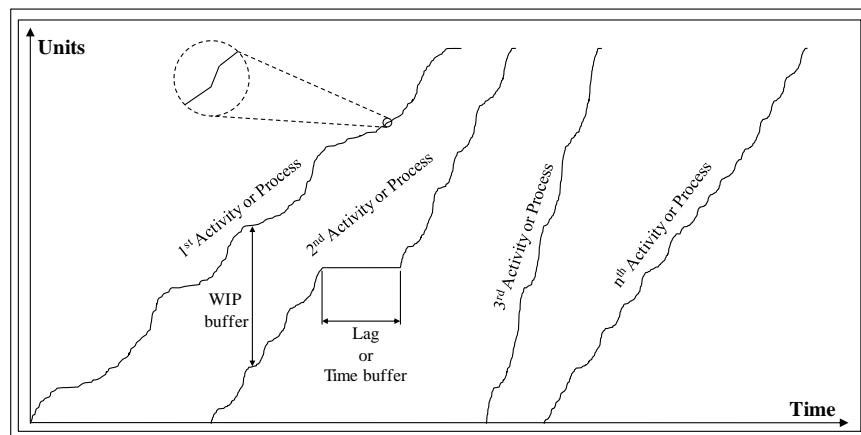 Units
1st Activity or Process
2nd Activity or Process
3rd Activity or Process
nth Activity or Process
WIP
buffer
Lag
or
Time buffer
Time